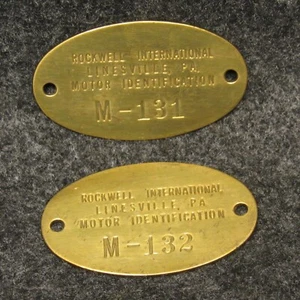 ROCKWELL INTERNATIONAL
LINESVILLE, PA.
MOTOR IDENTIFICATION
M-131
ROCKWELL INTERNATIONAL
LINESVILLE, PA
MOTOR IDENTIFICATION
M-132